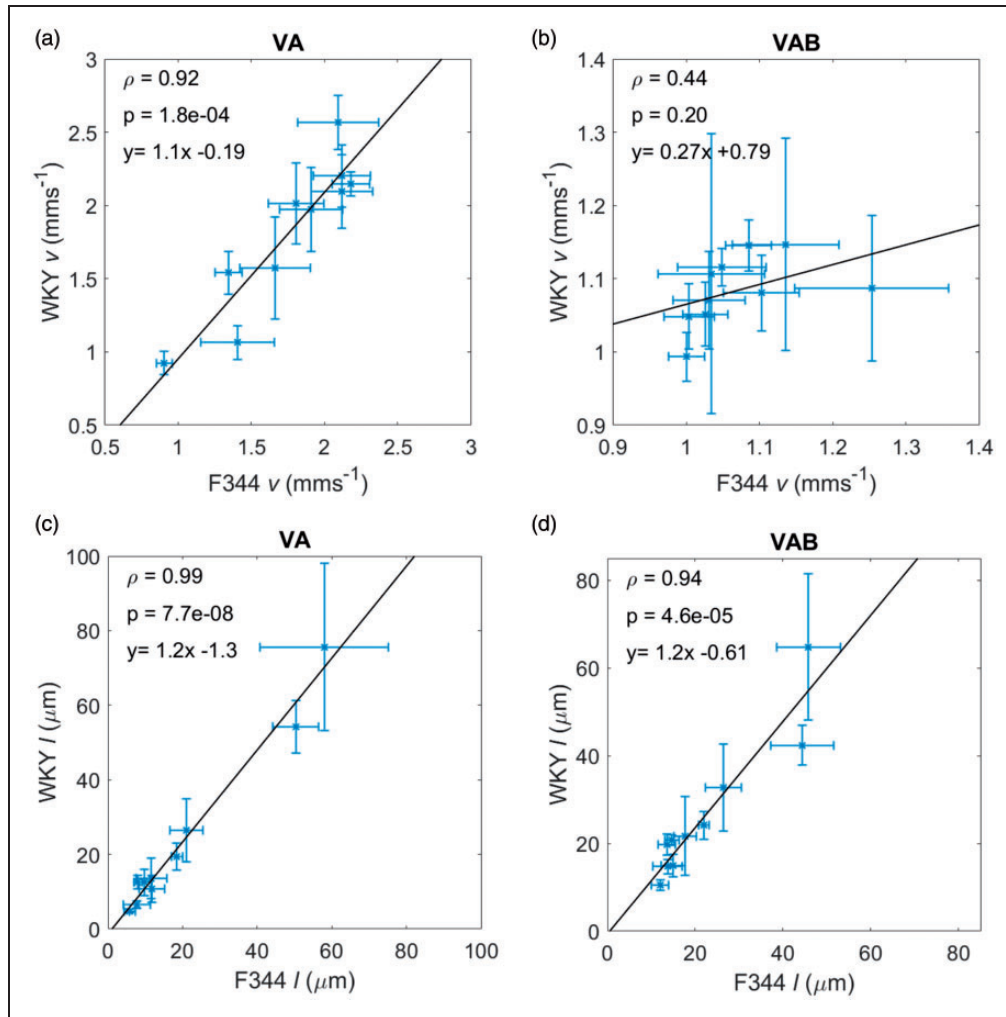 (a)
VA
ρ = 0.92
p = 1.8e-04
y= 1.1x -0.19
3
2.5
2
1.5
1
0.5
WKY v (mms⁻¹)
0.5 1 1.5 2 2.5 3
F344 v (mms⁻¹)
(b)
VAB
ρ = 0.44
p = 0.20
y= 0.27x +0.79
1.4
1.3
1.2
1.1
1
0.9
WKY v (mms⁻¹)
0.9 1 1.1 1.2 1.3 1.4
F344 v (mms⁻¹)
(c)
VA
ρ = 0.99
p = 7.7e-08
y= 1.2x -1.3
100
80
60
40
20
0
WKY l (μm)
0 20 40 60 80 100
F344 l (μm)
(d)
VAB
ρ = 0.94
p = 4.6e-05
y= 1.2x -0.61
80
60
40
20
0
WKY l (μm)
0 20 40 60 80
F344 l (μm)